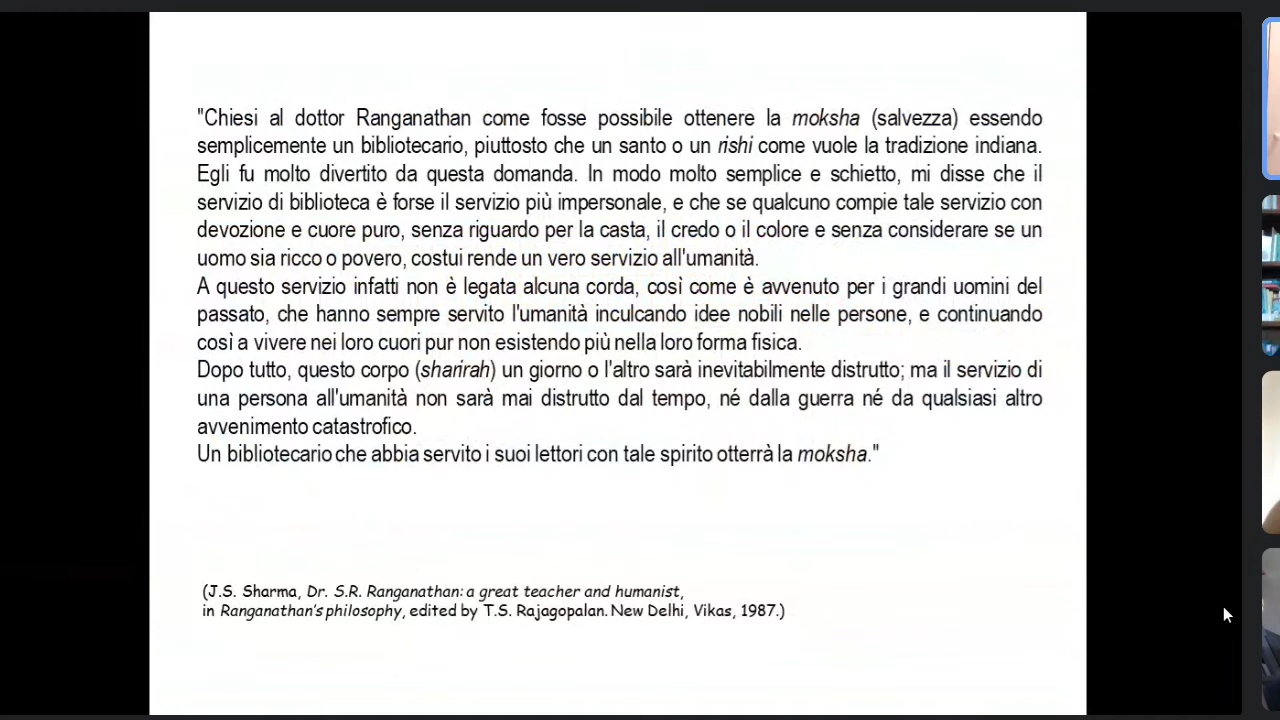 "Chiesi al dottor Ranganathan come fosse possibile ottenere la moksha (salvezza) essendo
semplicemente un bibliotecario, piuttosto che un santo o un rishi come vuole la tradizione indiana.
Egli fu molto divertito da questa domanda. In modo molto semplice e schietto, mi disse che il
servizio di biblioteca è forse il servizio più impersonale, e che se qualcuno compie tale servizio con
devozione e cuore puro, senza riguardo per la casta, il credo o il colore e senza considerare se un
uomo sia ricco o povero, costui rende un vero servizio all'umanità.
A questo servizio infatti non è legata alcuna corda, così come è avvenuto per i grandi uomini del
passato, che hanno sempre servito l'umanità inculcando idee nobili nelle persone, e continuando
così a vivere nei loro cuori pur non esistendo più nella loro forma fisica.
Dopo tutto, questo corpo (sharirah) un giorno o l'altro sarà inevitabilmente distrutto; ma il servizio di
una persona all'umanità non sarà mai distrutto dal tempo, né dalla guerra né da qualsiasi altro
avvenimento catastrofico.
Un bibliotecario che abbia servito i suoi lettori con tale spirito otterrà la moksha."
(J.S. Sharma, Dr. S.R. Ranganathan: a great teacher and humanist,
in Ranganathan's philosophy, edited by T.S. Rajagopalan. New Delhi, Vikas, 1987.)